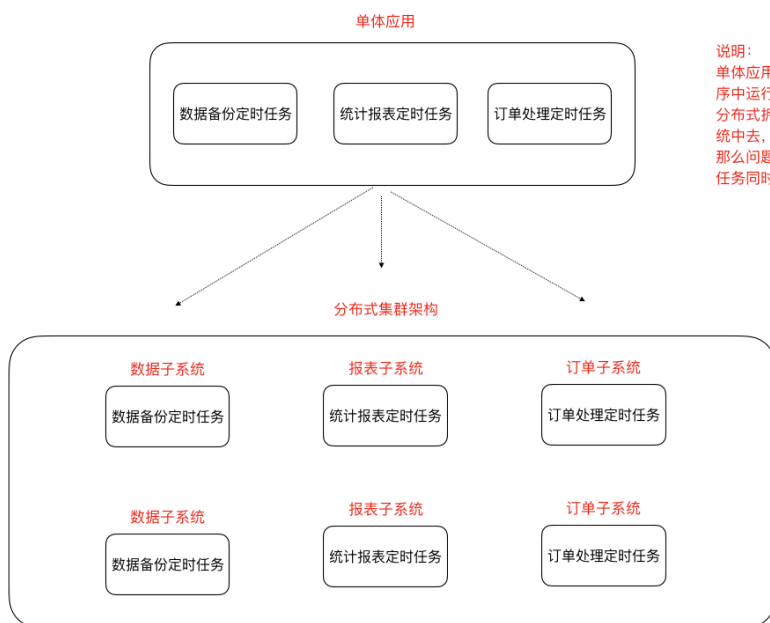 单体应用
数据备份定时任务
统计报表定时任务
订单处理定时任务
说明：
单体应用
序中运行
分布式拆
统中去，
那么问题
任务同时
分布式集群架构
数据子系统
报表子系统
订单子系统
数据备份定时任务
统计报表定时任务
订单处理定时任务
数据子系统
报表子系统
订单子系统
数据备份定时任务
统计报表定时任务
订单处理定时任务